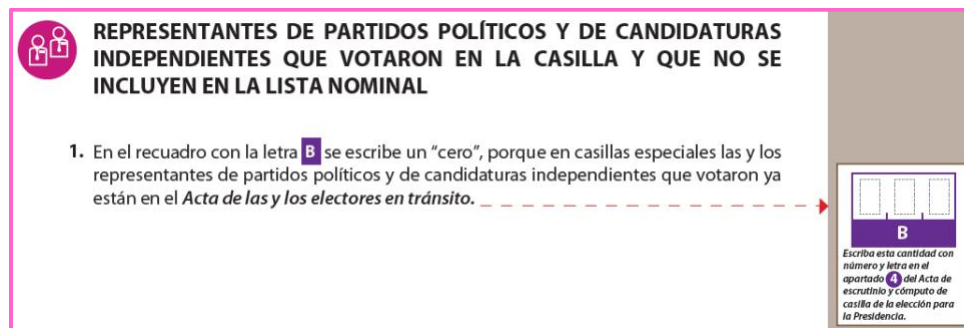 REPRESENTANTES DE PARTIDOS POLÍTICOS Y DE CANDIDATURAS
INDEPENDIENTES QUE VOTARON EN LA CASILLA Y QUE NO SE
INCLUYEN EN LA LISTA NOMINAL
1. En el recuadro con la letra B se escribe un “cero”, porque en casillas especiales las y los
representantes de partidos políticos y de candidaturas independientes que votaron ya
están en el Acta de las y los electores en tránsito.
B
Escriba esta cantidad con
número y letra en el
apartado 4 del Acta de
escrutinio y cómputo de
casilla de la elección para
la Presidencia.